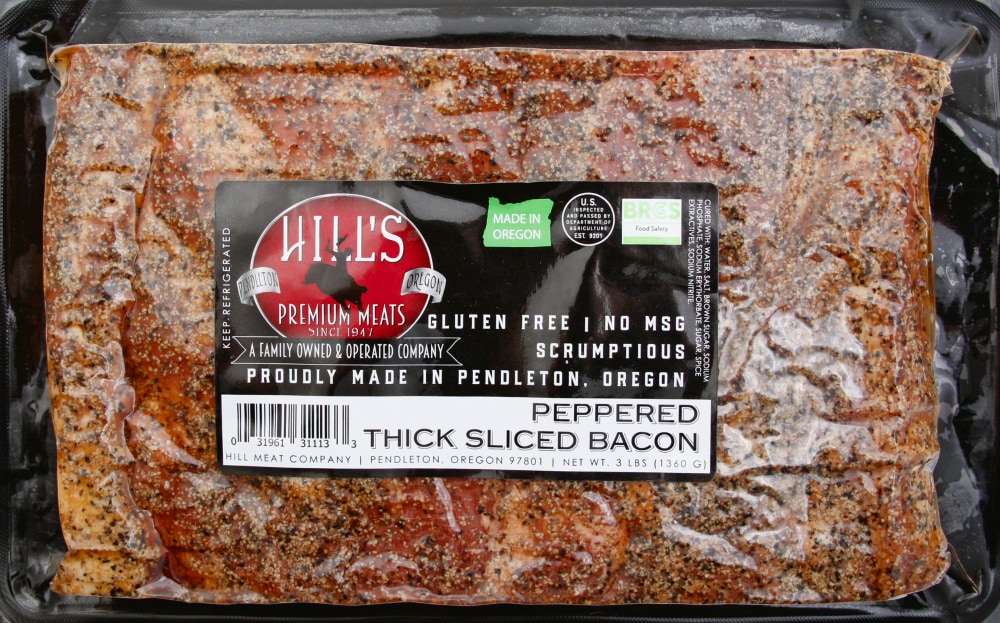 HILL'S
PENDLETON
OREGON
PREMIUM MEATS
SINCE 1947
A FAMILY OWNED & OPERATED COMPANY
KEEP REFRIGERATED
MADE IN
OREGON
U.S.
INSPECTED
AND PASSED BY
DEPARTMENT OF
AGRICULTURE
EST. 9201
BRCS
Food Safety
CURED WITH: WATER, SALT, BROWN SUGAR, SODIUM
PHOSPHATE, SODIUM ERYTHORBATE, SUGAR, SPICE
EXTRACTIVES, SODIUM NITRITE.
GLUTEN FREE | NO MSG
SCRUMPTIOUS
PROUDLY MADE IN PENDLETON, OREGON
0 31961 31113 3
PEPPERED
THICK SLICED BACON
HILL MEAT COMPANY | PENDLETON, OREGON 97801 | NET WT. 3 LBS (1360 G)